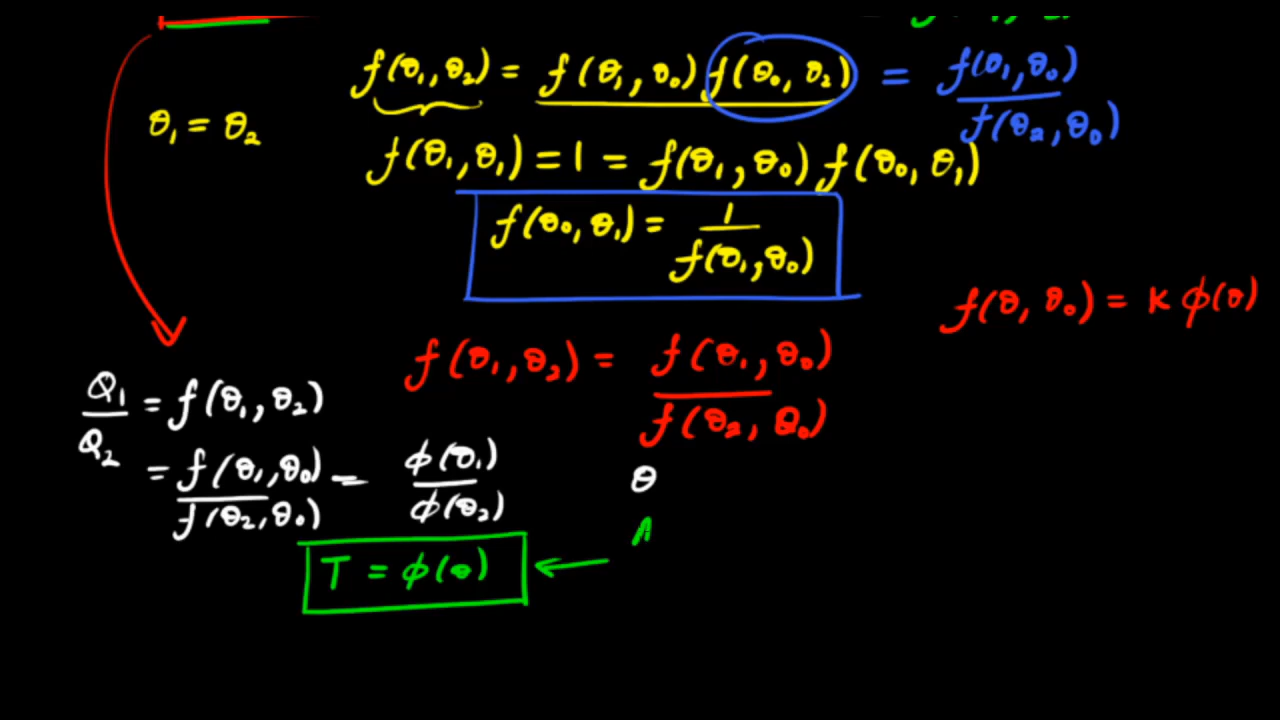 f(θ₁, θ₂) = f(θ₁, θ₀) f(θ₀, θ₂) = f(θ₁, θ₀) / f(θ₂, θ₀)
θ₁ = θ₂
f(θ₁, θ₁) = 1 = f(θ₁, θ₀) f(θ₀, θ₁)
f(θ₀, θ₁) = 1 / f(θ₁, θ₀)
f(θ, θ₀) = K φ(θ)
f(θ₁, θ₂) = f(θ₁, θ₀) / f(θ₂, θ₀)
Q₁ / Q₂ = f(θ₁, θ₂)
= f(θ₁, θ₀) / f(θ₂, θ₀) = φ(θ₁) / φ(θ₂)
θ
T = φ(θ)